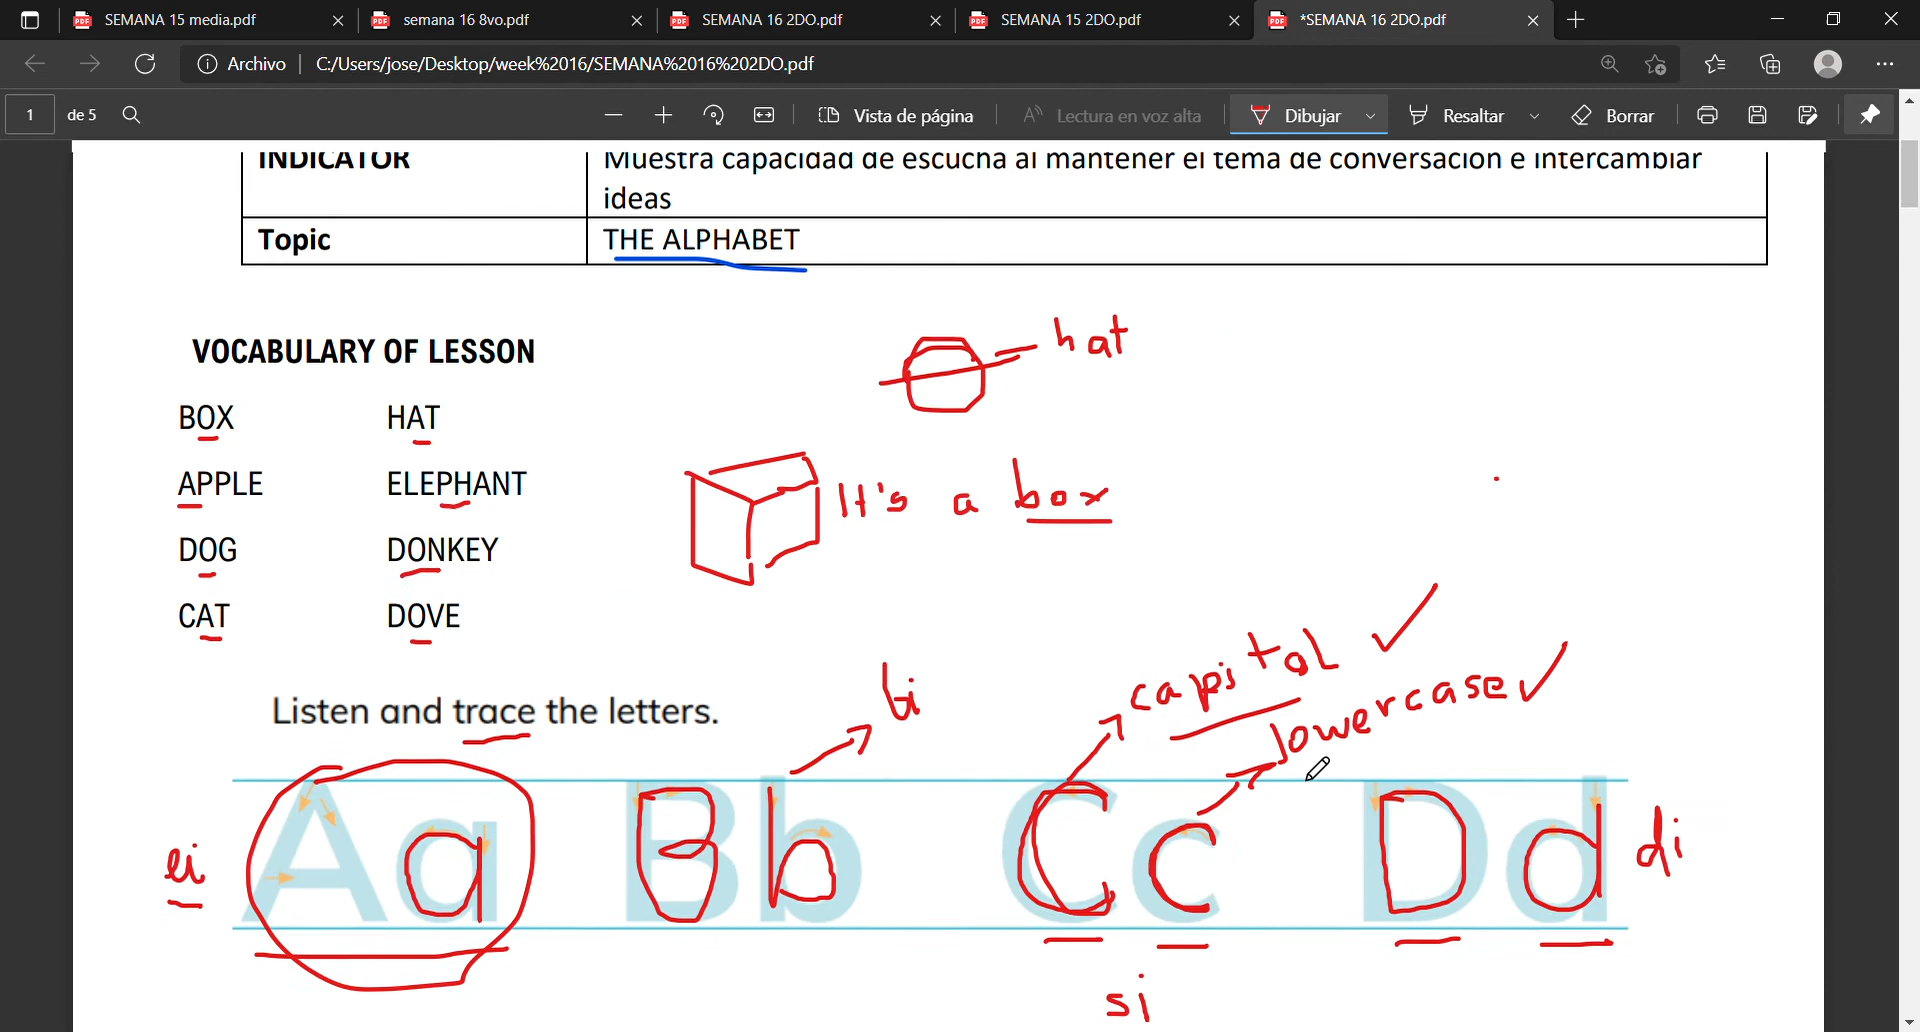 SEMANA 15 media.pdf
semana 16 8vo.pdf
SEMANA 16 2DO.pdf
SEMANA 15 2DO.pdf
*SEMANA 16 2DO.pdf
Archivo | C:/Users/jose/Desktop/week%2016/SEMANA%2016%202DO.pdf
1 de 5
Vista de página
Lectura en voz alta
Dibujar
Resaltar
Borrar
INDICATOR Muestra capacidad de escucha al mantener el tema de conversación e intercambiar
ideas
Topic THE ALPHABET
hat
VOCABULARY OF LESSON
BOX HAT
APPLE ELEPHANT
It's a box
DOG DONKEY
CAT DOVE
capital
lowercase
Listen and trace the letters.
bi
ei Aa Bb Cc Dd di
si